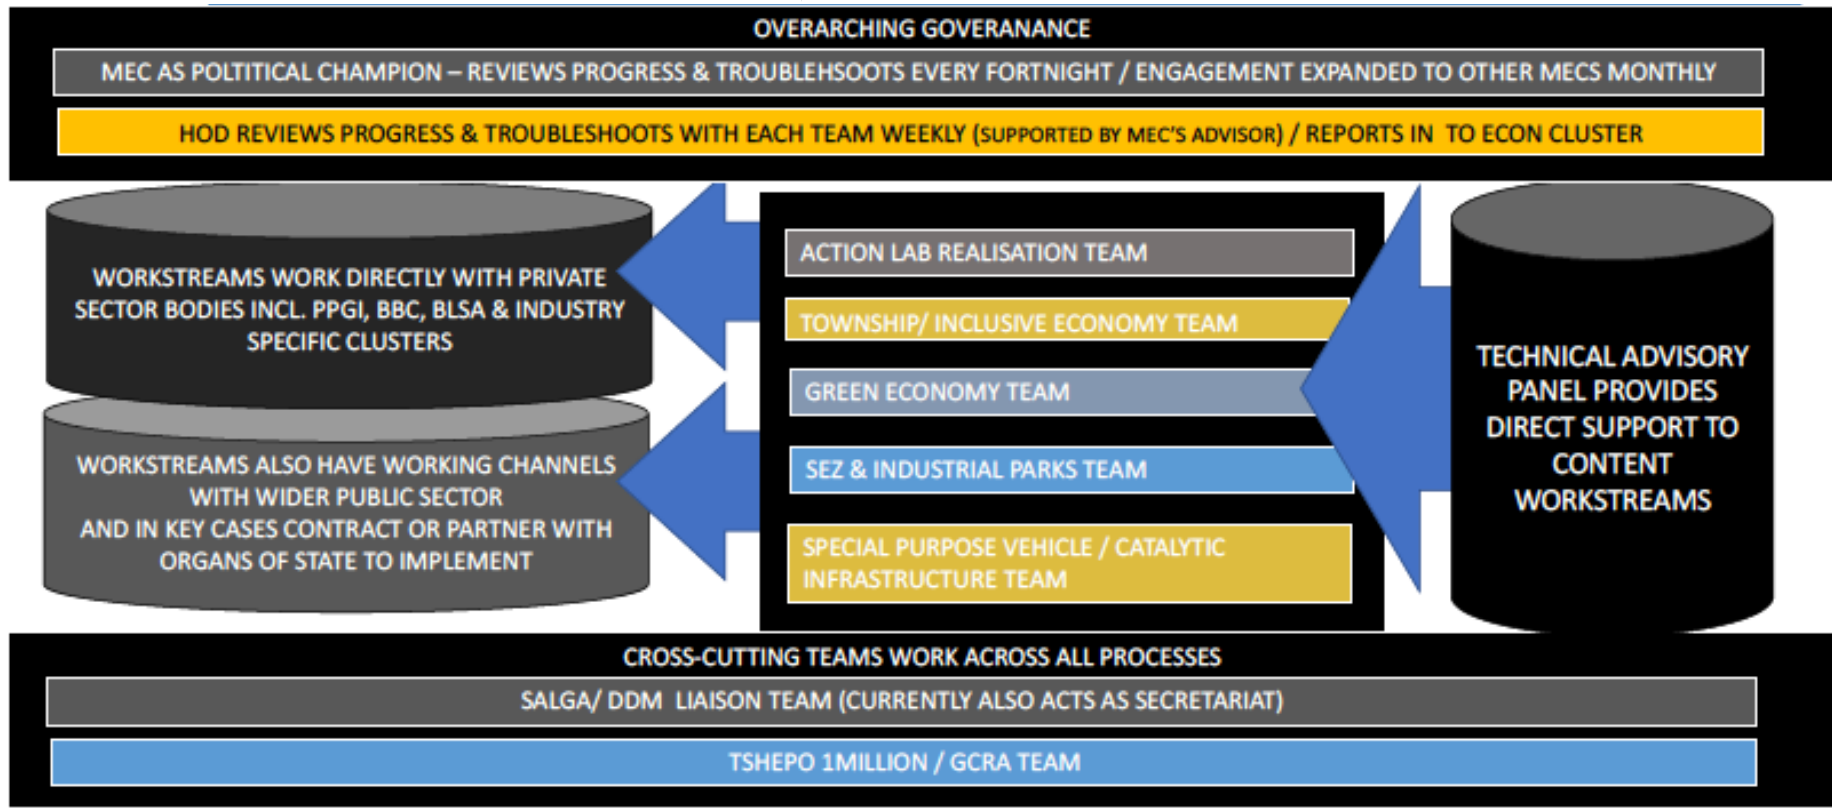 OVERARCHING GOVERANANCE
MEC AS POLTITICAL CHAMPION – REVIEWS PROGRESS & TROUBLEHSOOTS EVERY FORTNIGHT / ENGAGEMENT EXPANDED TO OTHER MECS MONTHLY
HOD REVIEWS PROGRESS & TROUBLESHOOTS WITH EACH TEAM WEEKLY (SUPPORTED BY MEC'S ADVISOR) / REPORTS IN TO ECON CLUSTER
WORKSTREAMS WORK DIRECTLY WITH PRIVATE
SECTOR BODIES INCL. PPGI, BBC, BLSA & INDUSTRY
SPECIFIC CLUSTERS
WORKSTREAMS ALSO HAVE WORKING CHANNELS
WITH WIDER PUBLIC SECTOR
AND IN KEY CASES CONTRACT OR PARTNER WITH
ORGANS OF STATE TO IMPLEMENT
ACTION LAB REALISATION TEAM
TOWNSHIP/ INCLUSIVE ECONOMY TEAM
GREEN ECONOMY TEAM
SEZ & INDUSTRIAL PARKS TEAM
SPECIAL PURPOSE VEHICLE / CATALYTIC
INFRASTRUCTURE TEAM
TECHNICAL ADVISORY
PANEL PROVIDES
DIRECT SUPPORT TO
CONTENT
WORKSTREAMS
CROSS-CUTTING TEAMS WORK ACROSS ALL PROCESSES
SALGA/ DDM LIAISON TEAM (CURRENTLY ALSO ACTS AS SECRETARIAT)
TSHEPO 1MILLION / GCRA TEAM